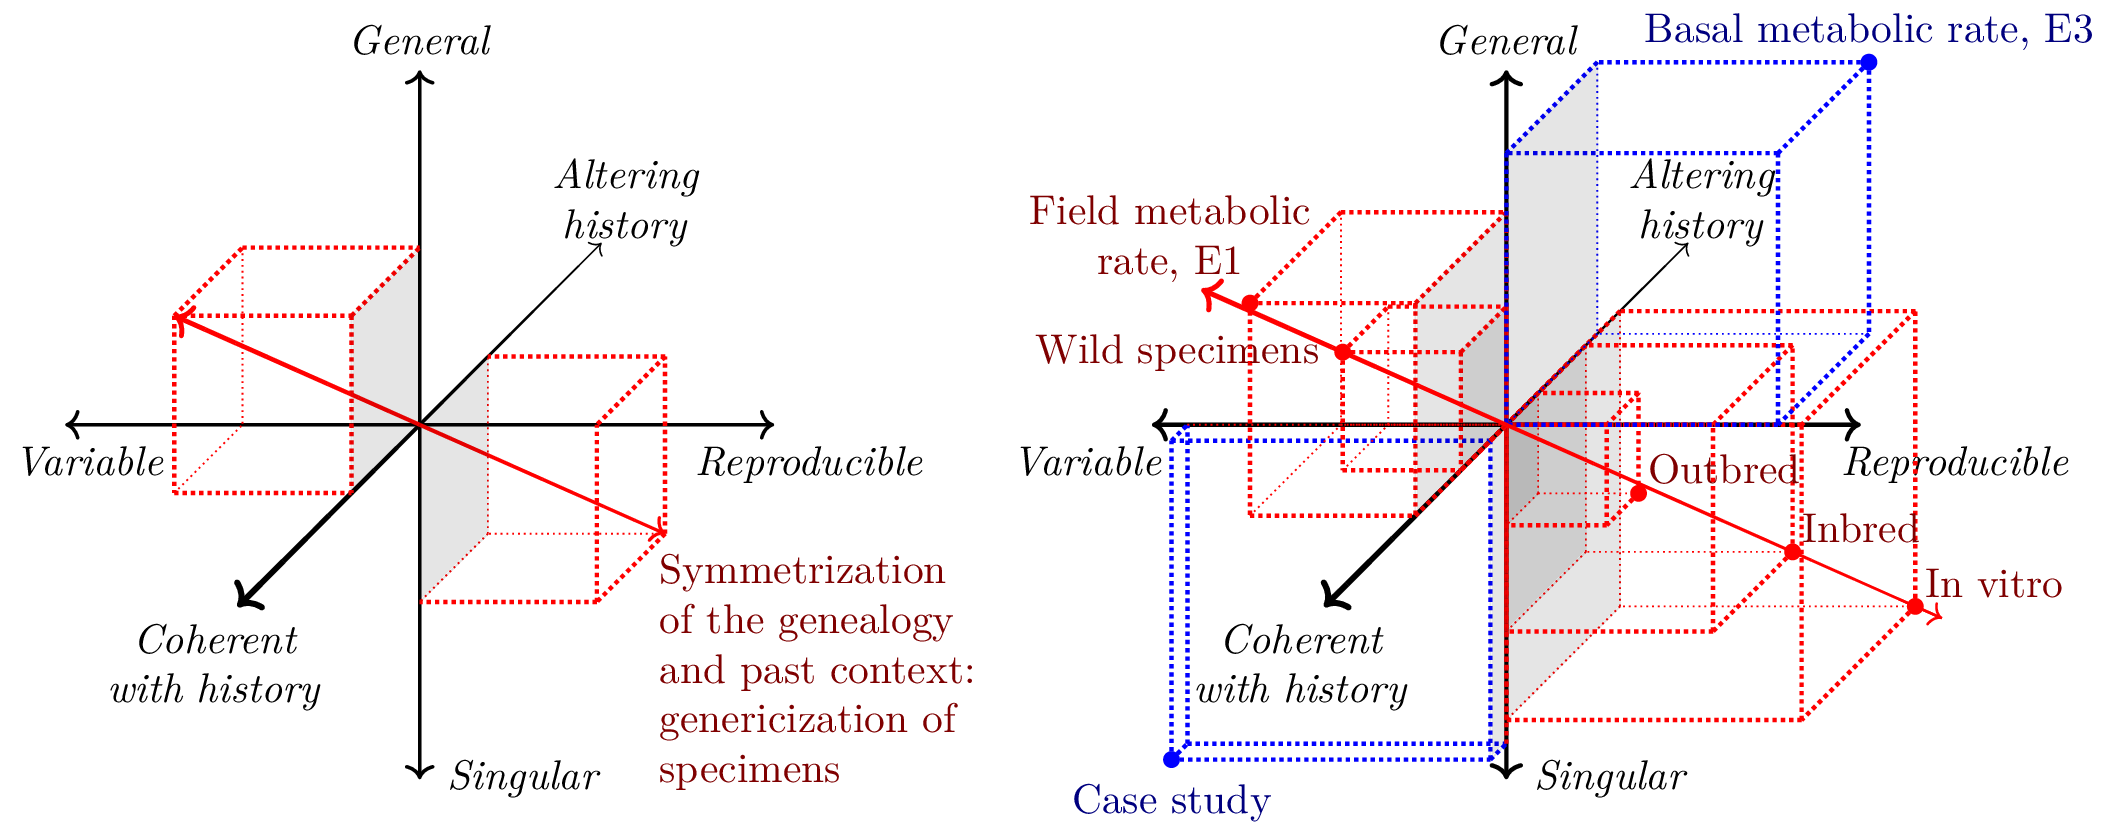 General
Altering
history
Variable
Reproducible
Coherent
with history
Symmetrization
of the genealogy
and past context:
genericization of
specimens
Singular
Basal metabolic rate, E3
General
Altering
history
Field metabolic
rate, E1
Wild specimens
Variable
Reproducible
Outbred
Inbred
In vitro
Coherent
with history
Singular
Case study